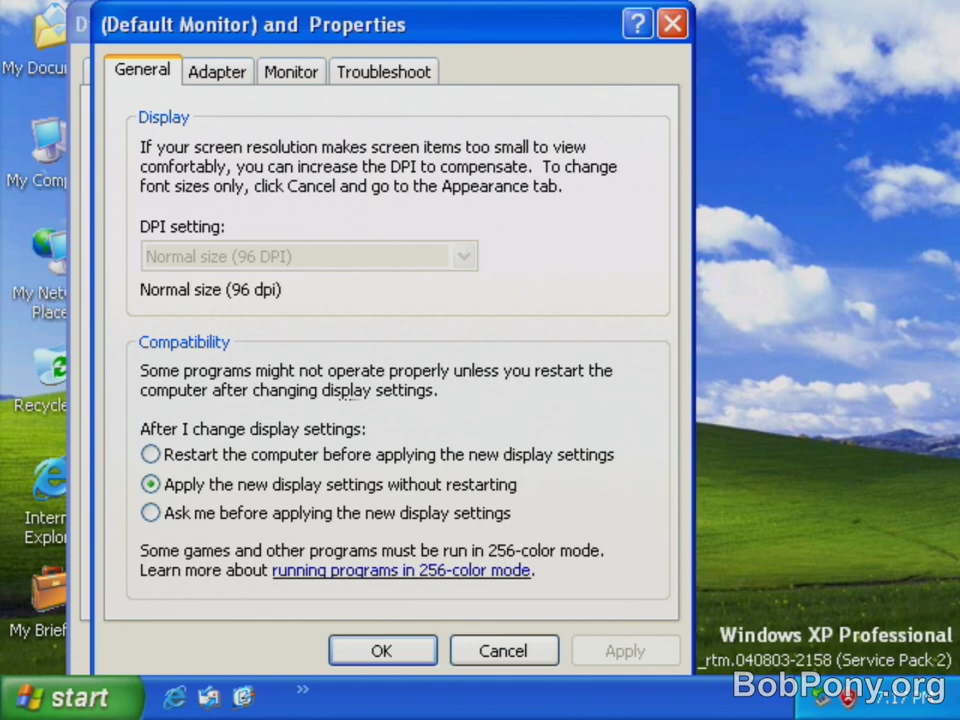 (Default Monitor) and  Properties
General
Adapter
Monitor
Troubleshoot
Display
If your screen resolution makes screen items too small to view
comfortably, you can increase the DPI to compensate.  To change
font sizes only, click Cancel and go to the Appearance tab.
DPI setting:
Normal size (96 DPI)
Normal size (96 dpi)
Compatibility
Some programs might not operate properly unless you restart the
computer after changing display settings.
After I change display settings:
Restart the computer before applying the new display settings
Apply the new display settings without restarting
Ask me before applying the new display settings
Some games and other programs must be run in 256-color mode.
Learn more about running programs in 256-color mode.
OK
Cancel
Apply
My Docu
My Comp
My Net
Place
Recycle
Intern
Explo
My Brief
Windows XP Professional
_rtm.040803-2158 (Service Pack 2)
BobPony.org
start
7:17 PM